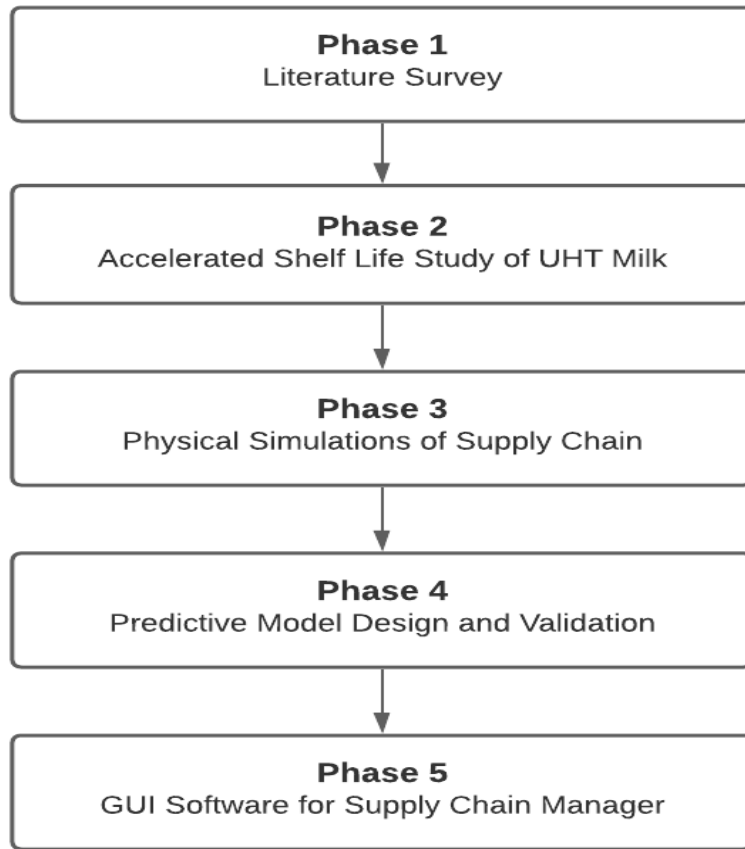 Phase 1
Literature Survey
Phase 2
Accelerated Shelf Life Study of UHT Milk
Phase 3
Physical Simulations of Supply Chain
Phase 4
Predictive Model Design and Validation
Phase 5
GUI Software for Supply Chain Manager